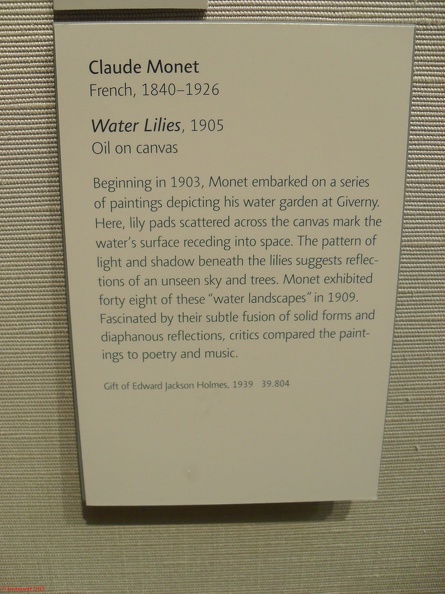 Claude Monet
French, 1840–1926
Water Lilies, 1905
Oil on canvas
Beginning in 1903, Monet embarked on a series
of paintings depicting his water garden at Giverny.
Here, lily pads scattered across the canvas mark the
water's surface receding into space. The pattern of
light and shadow beneath the lilies suggests reflec-
tions of an unseen sky and trees. Monet exhibited
forty eight of these “water landscapes” in 1909.
Fascinated by their subtle fusion of solid forms and
diaphanous reflections, critics compared the paint-
ings to poetry and music.
Gift of Edward Jackson Holmes, 1939 39.804